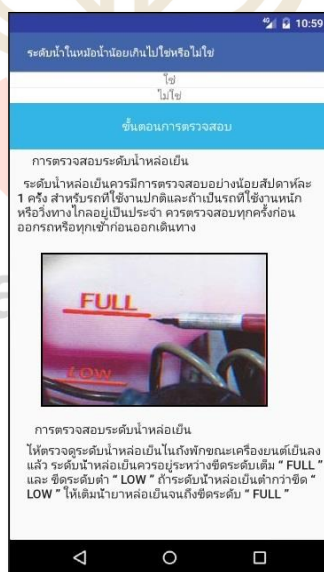 4G 10:59
ระดับน้ำในหม้อน้ำน้อยเกินไปใช่หรือไม่ใช่
ใช่
ไม่ใช่
ขั้นตอนการตรวจสอบ
การตรวจสอบระดับน้ำหล่อเย็น
ระดับน้ำหล่อเย็นควรมีการตรวจสอบอย่างน้อยสัปดาห์ละ
1 ครั้ง สำหรับรถที่ใช้งานปกติและถ้าเป็นรถที่ใช้งานหนัก
หรือวิ่งทางไกลอยู่เป็นประจำ ควรตรวจสอบทุกครั้งก่อน
ออกรถหรือทุกเช้าก่อนออกเดินทาง
FULL
LOW
การตรวจสอบระดับน้ำหล่อเย็น
ให้ตรวจดูระดับน้ำหล่อเย็นในถังพักขณะเครื่องยนต์เย็นลง
แล้ว ระดับน้ำหล่อเย็นควรอยู่ระหว่างขีดระดับเต็ม “ FULL ”
และ ขีดระดับต่ำ “ LOW ” ถ้าระดับน้ำหล่อเย็นต่ำกว่าขีด “
LOW ” ให้เติมน้ำยาหล่อเย็นจนถึงขีดระดับ “ FULL ”